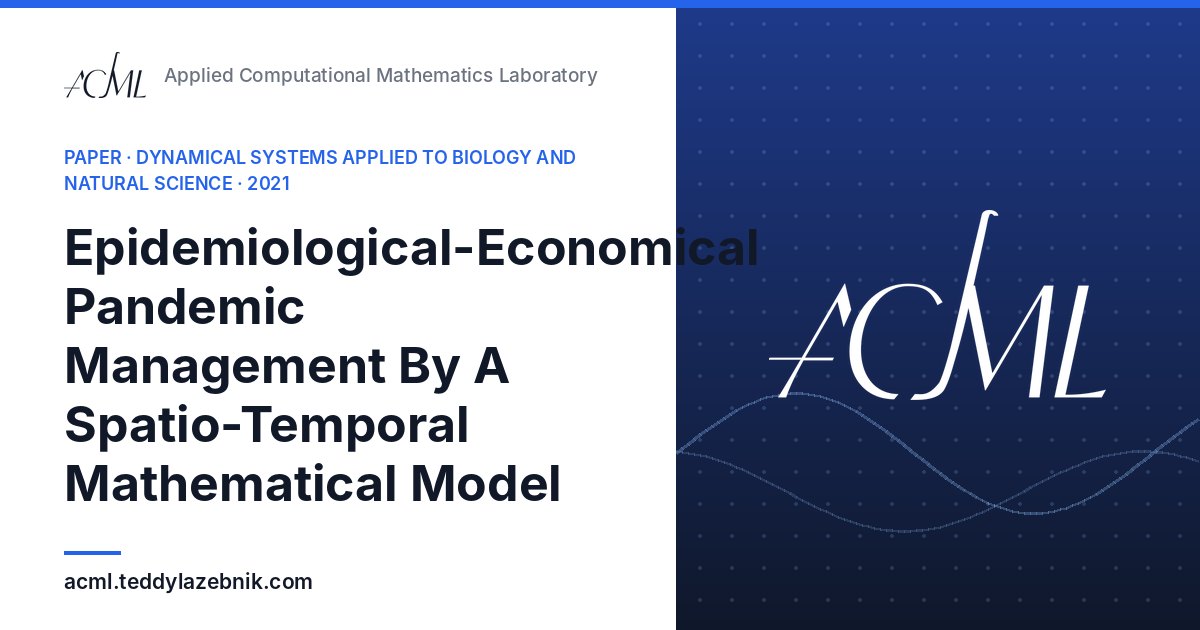 ACML Applied Computational Mathematics Laboratory
PAPER · DYNAMICAL SYSTEMS APPLIED TO BIOLOGY AND
NATURAL SCIENCE · 2021
Epidemiological-Economical
Pandemic
Management By A
Spatio-Temporal
Mathematical Model
acml.teddylazebnik.com
ACML